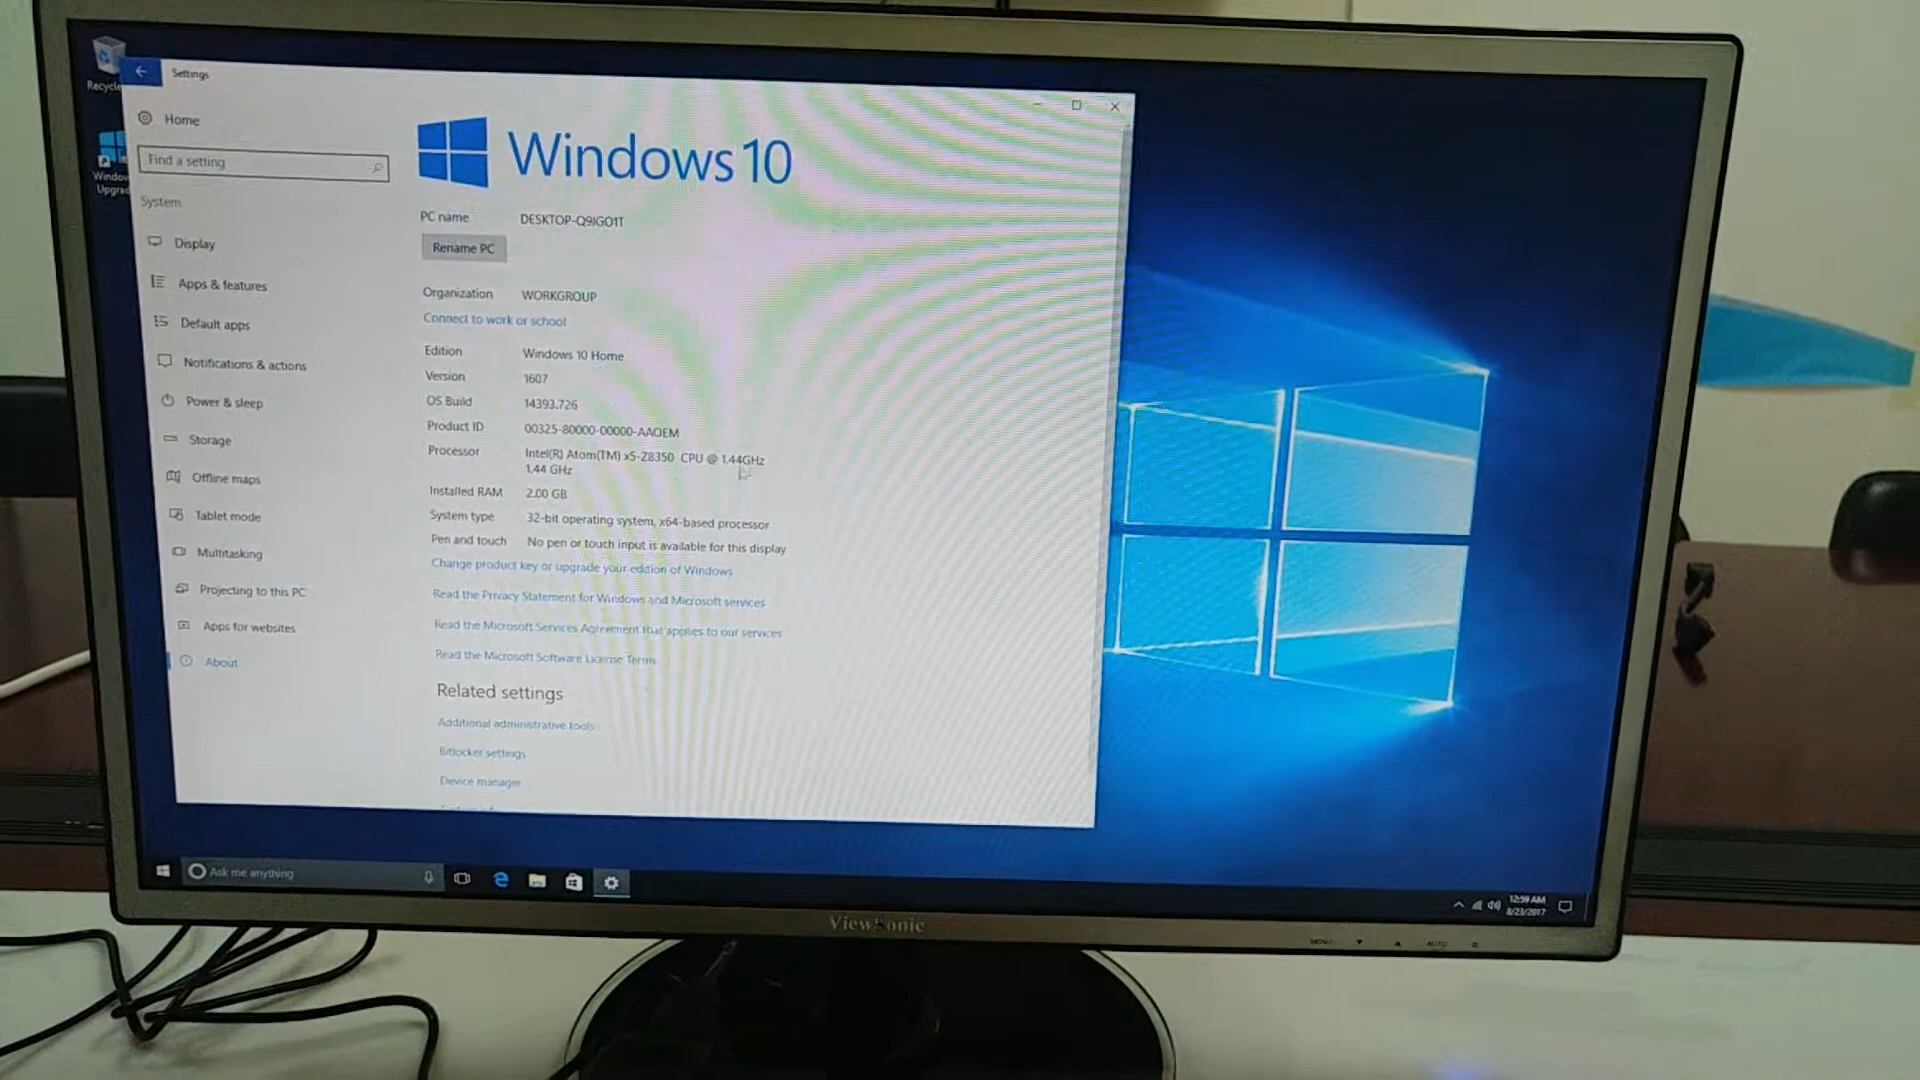 Recycle
Settings
Home
Find a setting
System
Display
Apps & features
Default apps
Notifications & actions
Power & sleep
Storage
Offline maps
Tablet mode
Multitasking
Projecting to this PC
Apps for websites
About
Windows 10
PC name DESKTOP-Q9IGO1T
Rename PC
Organization WORKGROUP
Connect to work or school
Edition Windows 10 Home
Version 1607
OS Build 14393.726
Product ID 00325-80000-00000-AAOEM
Processor Intel(R) Atom(TM) x5-Z8350 CPU @ 1.44GHz
1.44 GHz
Installed RAM 2.00 GB
System type 32-bit operating system, x64-based processor
Pen and touch No pen or touch input is available for this display
Change product key or upgrade your edition of Windows
Read the Privacy Statement for Windows and Microsoft services
Read the Microsoft Services Agreement that applies to our services
Read the Microsoft Software License Terms
Related settings
Additional administrative tools
Bitlocker settings
Device manager
Window
Upgrad
Ask me anything
12:59 AM
8/23/2017
ViewSonic
MENU
AUTO